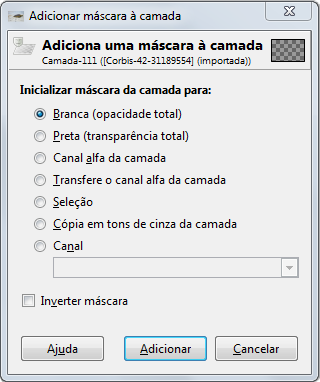 Adicionar máscara à camada
Adiciona uma máscara à camada
Camada-111 ([Corbis-42-31189554] (importada))
Inicializar máscara da camada para:
Branca (opacidade total)
Preta (transparência total)
Canal alfa da camada
Transfere o canal alfa da camada
Seleção
Cópia em tons de cinza da camada
Canal
Inverter máscara
Ajuda
Adicionar
Cancelar